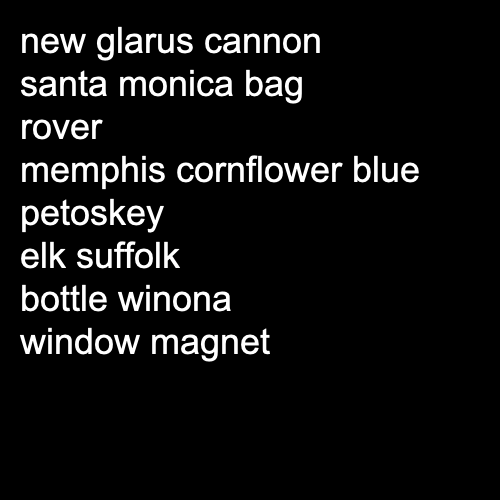 new glarus cannon
santa monica bag
rover
memphis cornflower blue
petoskey
elk suffolk
bottle winona
window magnet